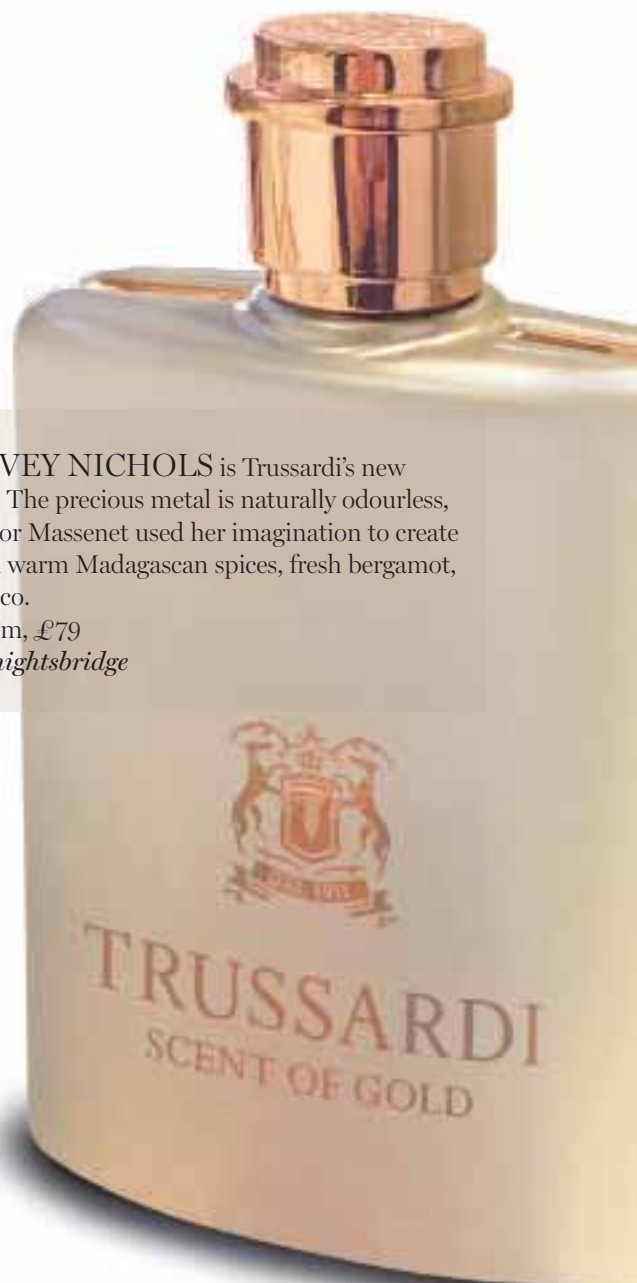 VEY NICHOLS is Trussardi's new
The precious metal is naturally odourless,
or Massenet used her imagination to create
warm Madagascan spices, fresh bergamot,
co.
m, £79
nightsbridge
TRUSSARDI
SCENT OF GOLD